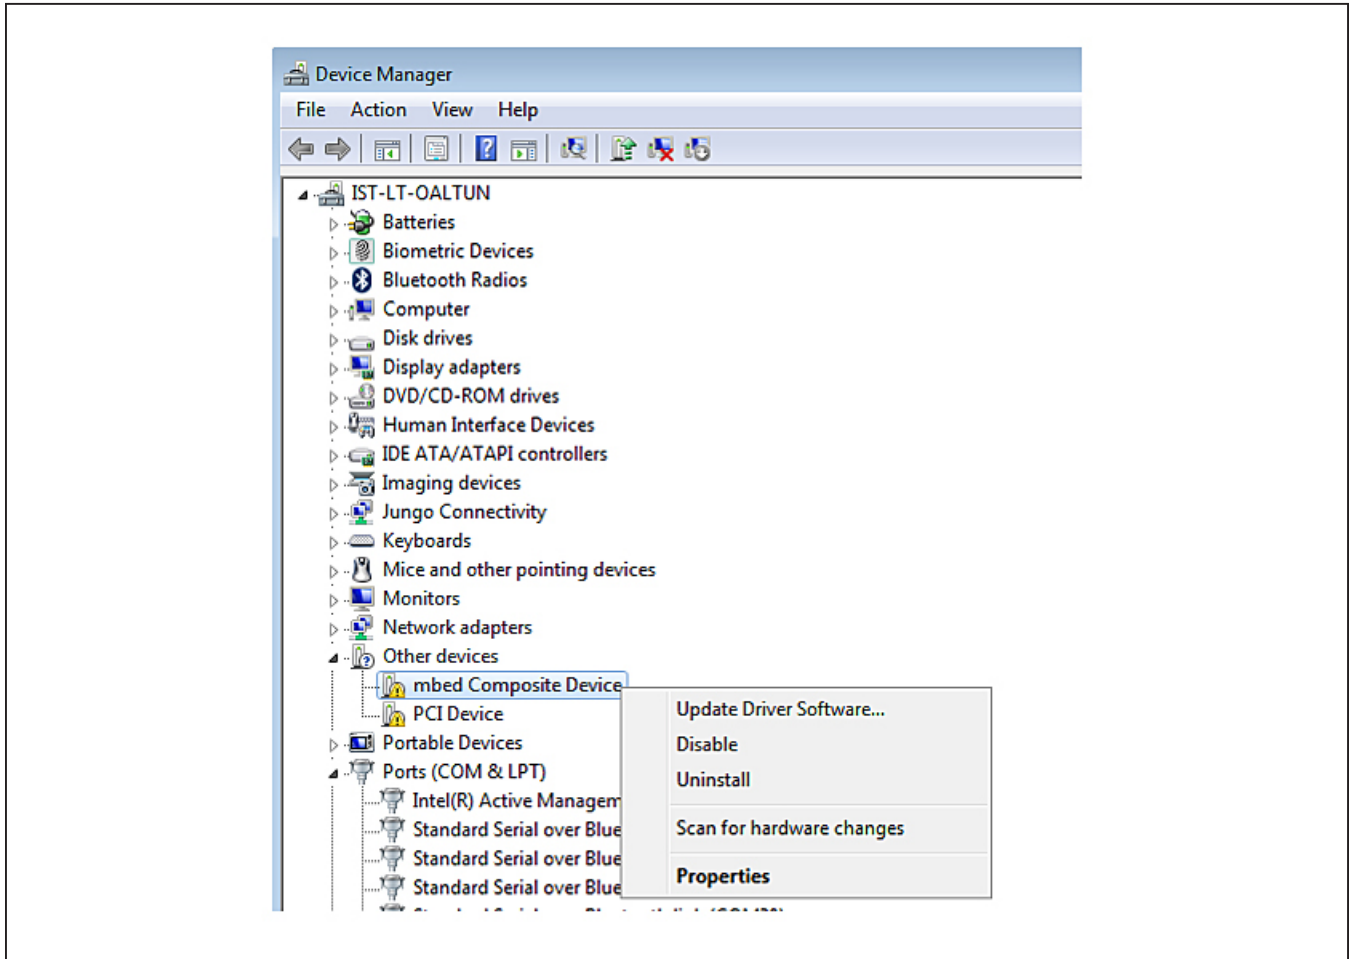 Device Manager
File Action View Help
IST-LT-OALTUN
Batteries
Biometric Devices
Bluetooth Radios
Computer
Disk drives
Display adapters
DVD/CD-ROM drives
Human Interface Devices
IDE ATA/ATAPI controllers
Imaging devices
Jungo Connectivity
Keyboards
Mice and other pointing devices
Monitors
Network adapters
Other devices
mbed Composite Device
PCI Device
Portable Devices
Ports (COM & LPT)
Intel(R) Active Managem
Standard Serial over Blue
Standard Serial over Blue
Standard Serial over Blue
Update Driver Software...
Disable
Uninstall
Scan for hardware changes
Properties